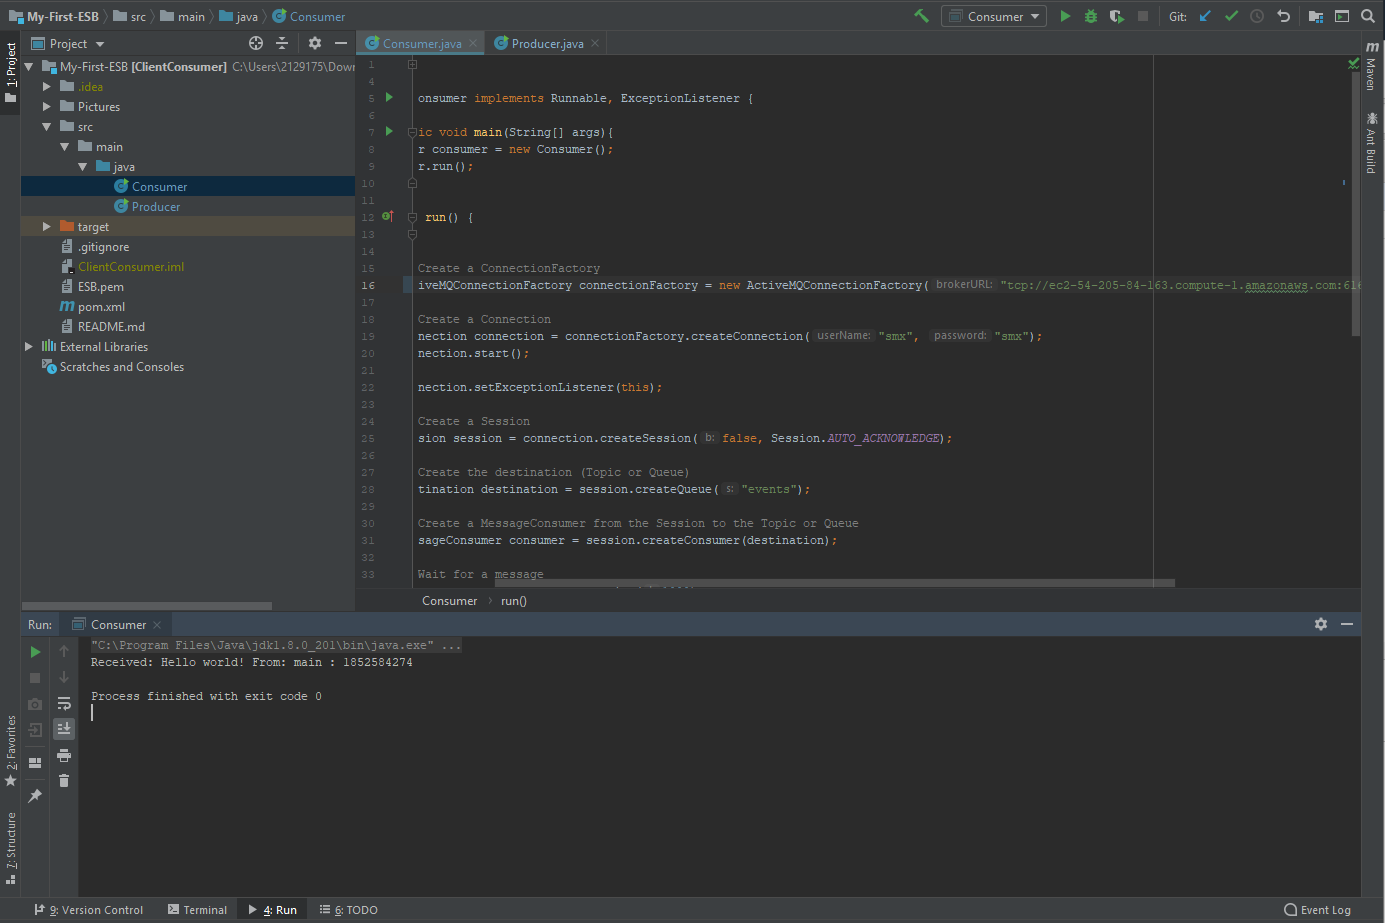 My-First-ESB src main java Consumer Consumer Git:
1: Project
Project
Consumer.java Producer.java
My-First-ESB [ClientConsumer] C:\Users\2129175\Dow
.idea
Pictures
src
main
java
Consumer
Producer
target
.gitignore
ClientConsumer.iml
ESB.pem
pom.xml
README.md
External Libraries
Scratches and Consoles
1
4
5 onsumer implements Runnable, ExceptionListener {
6
7 ic void main(String[] args){
8 r consumer = new Consumer();
9 r.run();
10
11
12 run() {
13
14
15 Create a ConnectionFactory
16 iveMQConnectionFactory connectionFactory = new ActiveMQConnectionFactory( brokerURL: "tcp://ec2-54-205-84-163.compute-1.amazonaws.com:616
17
18 Create a Connection
19 nection connection = connectionFactory.createConnection( userName: "smx", password: "smx");
20 nection.start();
21
22 nection.setExceptionListener(this);
23
24 Create a Session
25 sion session = connection.createSession( b: false, Session.AUTO_ACKNOWLEDGE);
26
27 Create the destination (Topic or Queue)
28 tination destination = session.createQueue( s: "events");
29
30 Create a MessageConsumer from the Session to the Topic or Queue
31 sageConsumer consumer = session.createConsumer(destination);
32
33 Wait for a message
Consumer run()
Maven
Ant Build
Run: Consumer
"C:\Program Files\Java\jdk1.8.0_201\bin\java.exe" ...
Received: Hello world! From: main : 1852584274
Process finished with exit code 0
2: Favorites
7: Structure
9: Version Control Terminal 4: Run 6: TODO Event Log